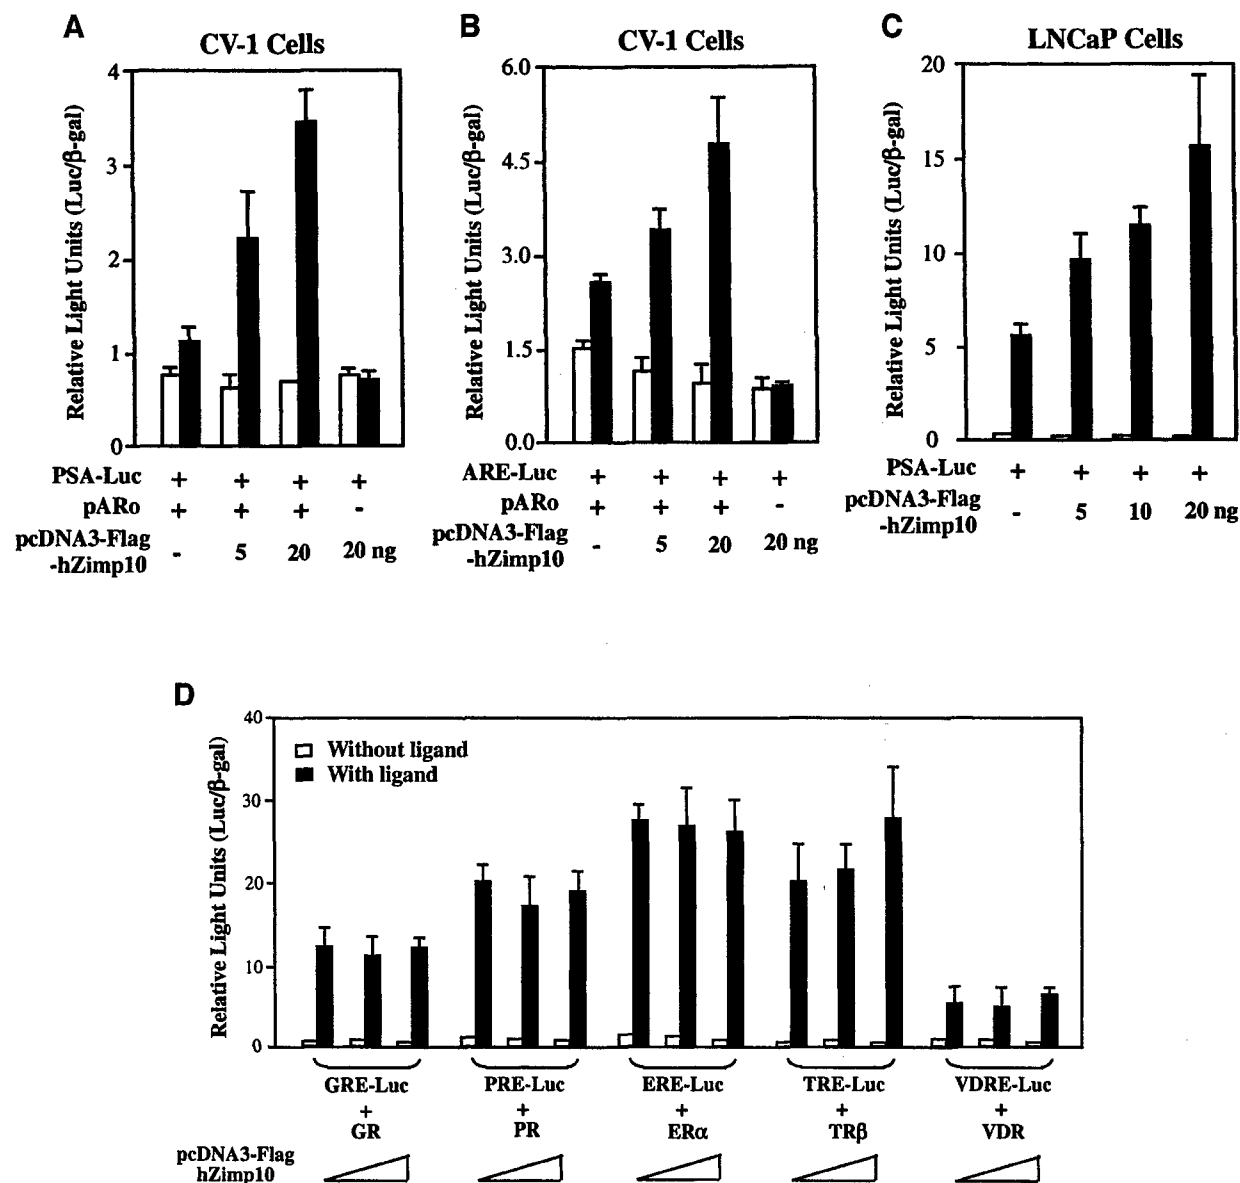 A
CV-1 Cells
Relative Light Units (Luc/β-gal)
4
3
2
1
0
PSA-Luc + + + +
pARo + + + -
pcDNA3-Flag
-hZimp10 - 5 20 20 ng
B
CV-1 Cells
Relative Light Units (Luc/β-gal)
6.0
4.5
3.0
1.5
0.0
ARE-Luc + + + +
pARo + + + -
pcDNA3-Flag
-hZimp10 - 5 20 20 ng
C
LNCaP Cells
Relative Light Units (Luc/β-gal)
20
15
10
5
0
PSA-Luc + + + +
pcDNA3-Flag
-hZimp10 - 5 10 20 ng
D
Relative Light Units (Luc/β-gal)
40
30
20
10
0
Without ligand
With ligand
GRE-Luc PRE-Luc ERE-Luc TRE-Luc VDRE-Luc
+ + + + +
GR PR ERα TRβ VDR
pcDNA3-Flag
hZimp10